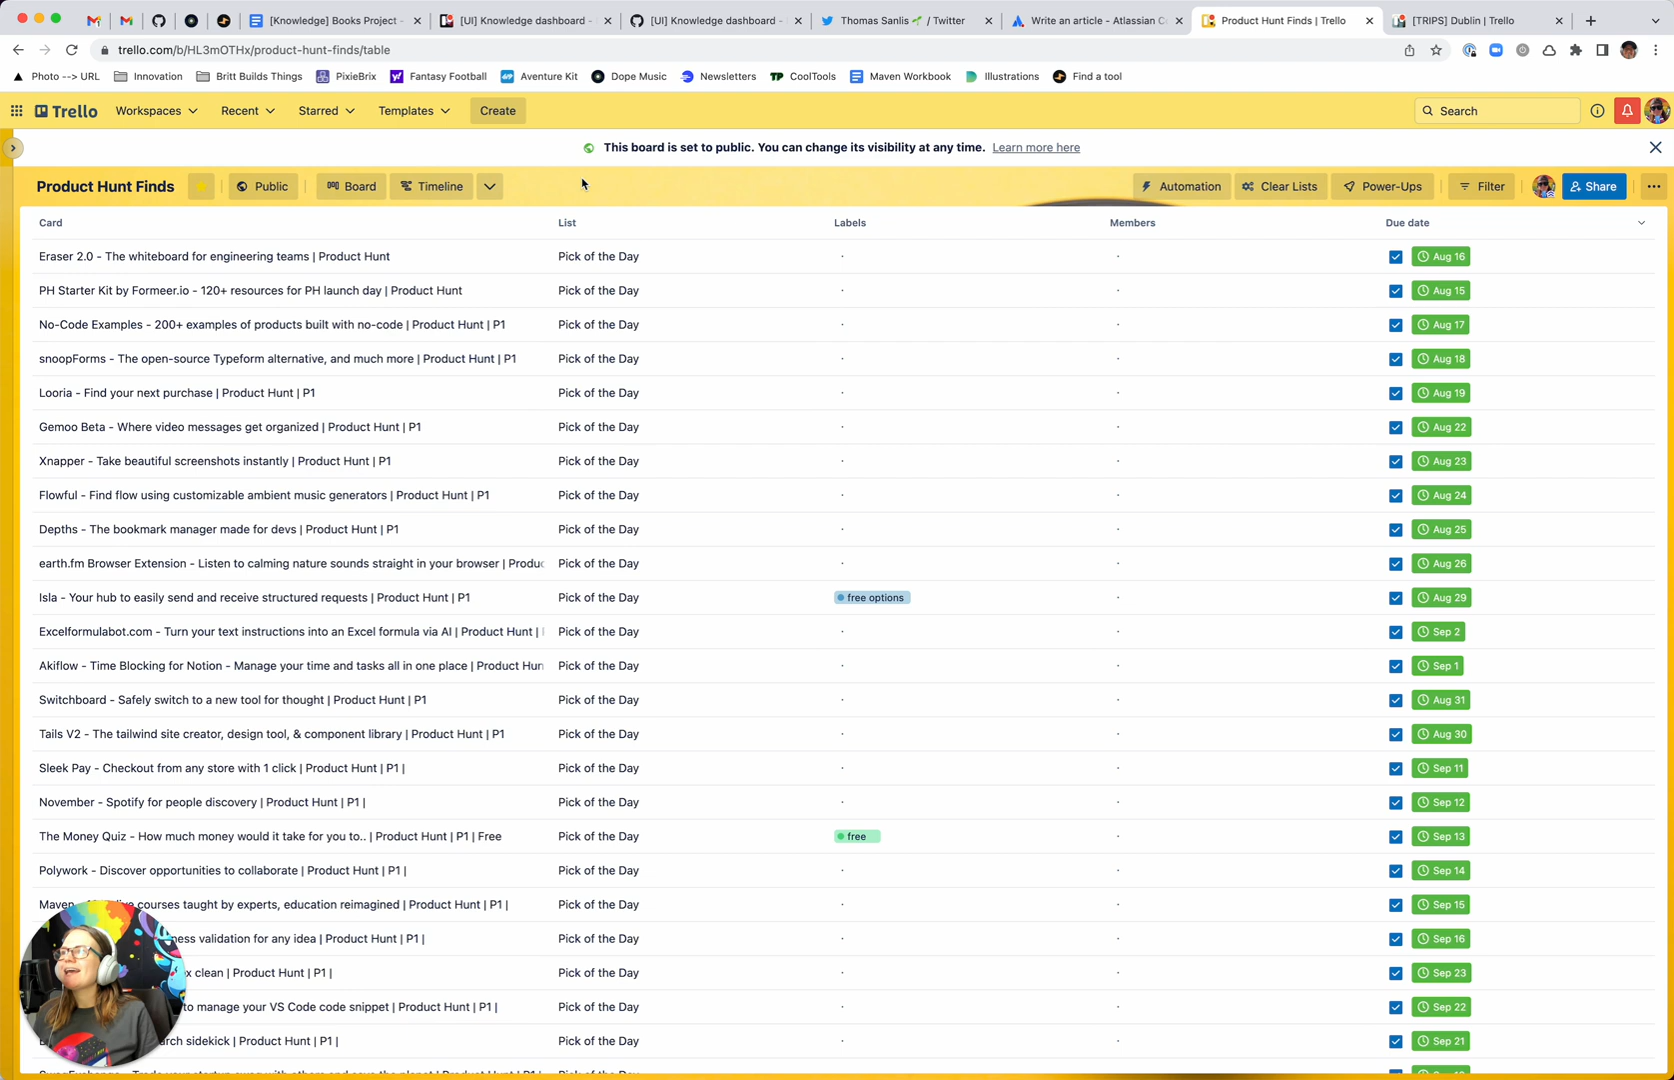 [Knowledge] Books Project -
[UI] Knowledge dashboard -
[UI] Knowledge dashboard -
Thomas Sanlis 🌱 / Twitter
Write an article - Atlassian Co
Product Hunt Finds | Trello
[TRIPS] Dublin | Trello
trello.com/b/HL3mOTHx/product-hunt-finds/table
Photo --> URL
Innovation
Britt Builds Things
PixieBrix
Fantasy Football
Aventure Kit
Dope Music
Newsletters
CoolTools
Maven Workbook
Illustrations
Find a tool
Trello
Workspaces
Recent
Starred
Templates
Create
Search
This board is set to public. You can change its visibility at any time. Learn more here
Product Hunt Finds
Public
Board
Timeline
Automation
Clear Lists
Power-Ups
Filter
Share
Card List Labels Members Due date
Eraser 2.0 - The whiteboard for engineering teams | Product Hunt Pick of the Day Aug 16
PH Starter Kit by Formeer.io - 120+ resources for PH launch day | Product Hunt Pick of the Day Aug 15
No-Code Examples - 200+ examples of products built with no-code | Product Hunt | P1 Pick of the Day Aug 17
snoopForms - The open-source Typeform alternative, and much more | Product Hunt | P1 Pick of the Day Aug 18
Looria - Find your next purchase | Product Hunt | P1 Pick of the Day Aug 19
Gemoo Beta - Where video messages get organized | Product Hunt | P1 Pick of the Day Aug 22
Xnapper - Take beautiful screenshots instantly | Product Hunt | P1 Pick of the Day Aug 23
Flowful - Find flow using customizable ambient music generators | Product Hunt | P1 Pick of the Day Aug 24
Depths - The bookmark manager made for devs | Product Hunt | P1 Pick of the Day Aug 25
earth.fm Browser Extension - Listen to calming nature sounds straight in your browser | Produc Pick of the Day Aug 26
Isla - Your hub to easily send and receive structured requests | Product Hunt | P1 Pick of the Day free options Aug 29
Excelformulabot.com - Turn your text instructions into an Excel formula via AI | Product Hunt | Pick of the Day Sep 2
Akiflow - Time Blocking for Notion - Manage your time and tasks all in one place | Product Hun Pick of the Day Sep 1
Switchboard - Safely switch to a new tool for thought | Product Hunt | P1 Pick of the Day Aug 31
Tails V2 - The tailwind site creator, design tool, & component library | Product Hunt | P1 Pick of the Day Aug 30
Sleek Pay - Checkout from any store with 1 click | Product Hunt | P1 | Pick of the Day Sep 11
November - Spotify for people discovery | Product Hunt | P1 | Pick of the Day Sep 12
The Money Quiz - How much money would it take for you to.. | Product Hunt | P1 | Free Pick of the Day free Sep 13
Polywork - Discover opportunities to collaborate | Product Hunt | P1 | Pick of the Day Sep 14
Maven courses taught by experts, education reimagined | Product Hunt | P1 | Pick of the Day Sep 15
ness validation for any idea | Product Hunt | P1 | Pick of the Day Sep 16
x clean | Product Hunt | P1 | Pick of the Day Sep 23
to manage your VS Code code snippet | Product Hunt | P1 | Pick of the Day Sep 22
arch sidekick | Product Hunt | P1 | Pick of the Day Sep 21